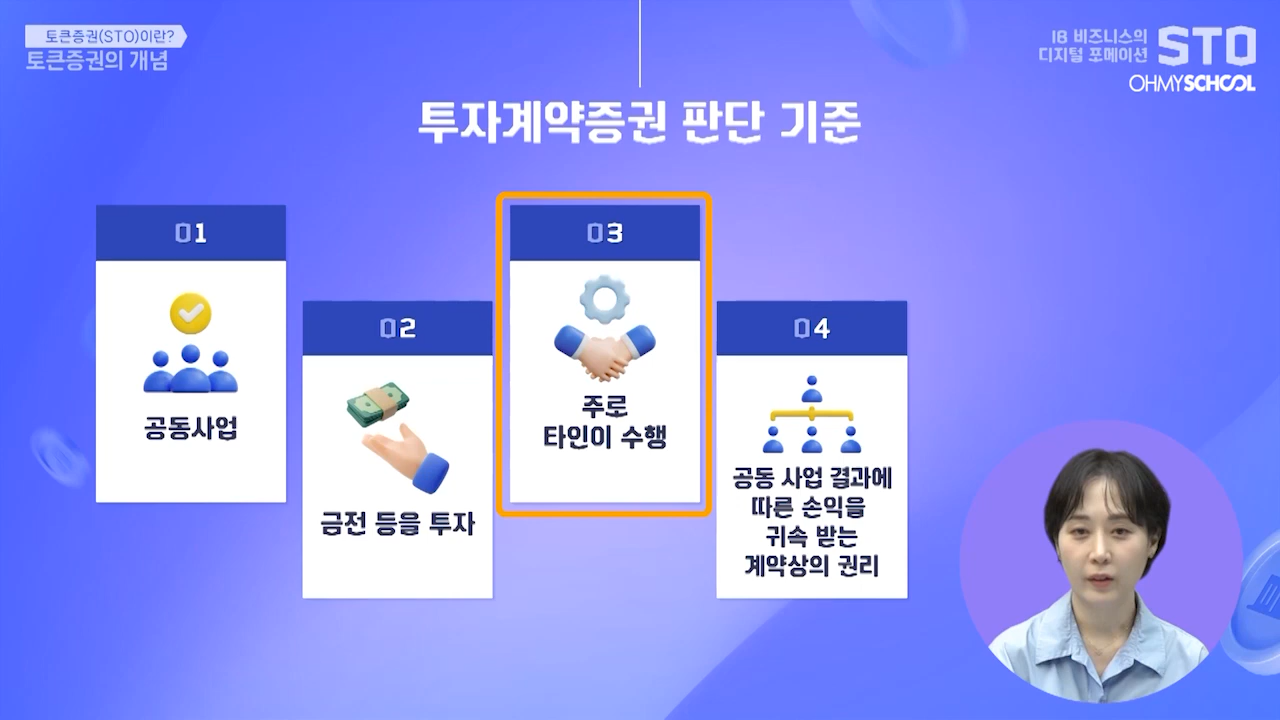 토큰증권(STO)이란?
토큰증권의 개념
IB 비즈니스의
디지털 포메이션
STO
OHMYSCHOOL
투자계약증권 판단 기준
01
공동사업
02
금전 등을 투자
03
주로
타인이 수행
04
공동 사업 결과에
따른 손익을
귀속 받는
계약상의 권리